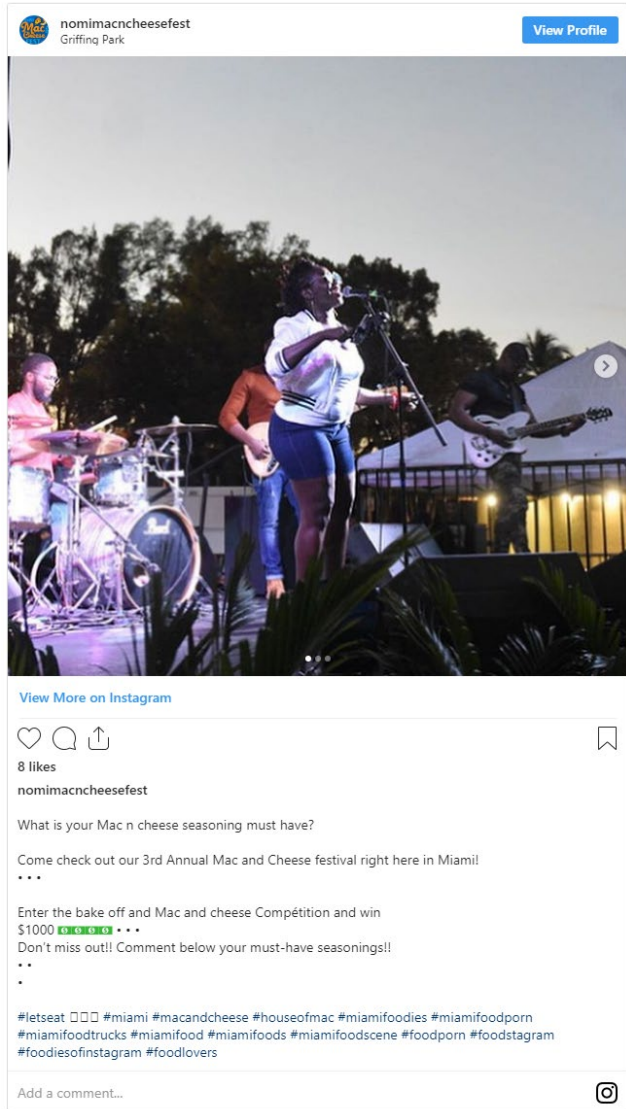 nomimacncheesefest
Griffing Park
View Profile
Mac
Cheese
Pearl
View More on Instagram
8 likes
nomimacncheesefest
What is your Mac n cheese seasoning must have?
Come check out our 3rd Annual Mac and Cheese festival right here in Miami!
• • •
Enter the bake off and Mac and cheese Compétition and win
$1000 💵💵💵💵 • • •
Don't miss out!! Comment below your must-have seasonings!!
• •
•
#letseat □□□ #miami #macandcheese #houseofmac #miamifoodies #miamifoodporn
#miamifoodtrucks #miamifood #miamifoods #miamifoodscene #foodporn #foodstagram
#foodiesofinstagram #foodlovers
Add a comment...